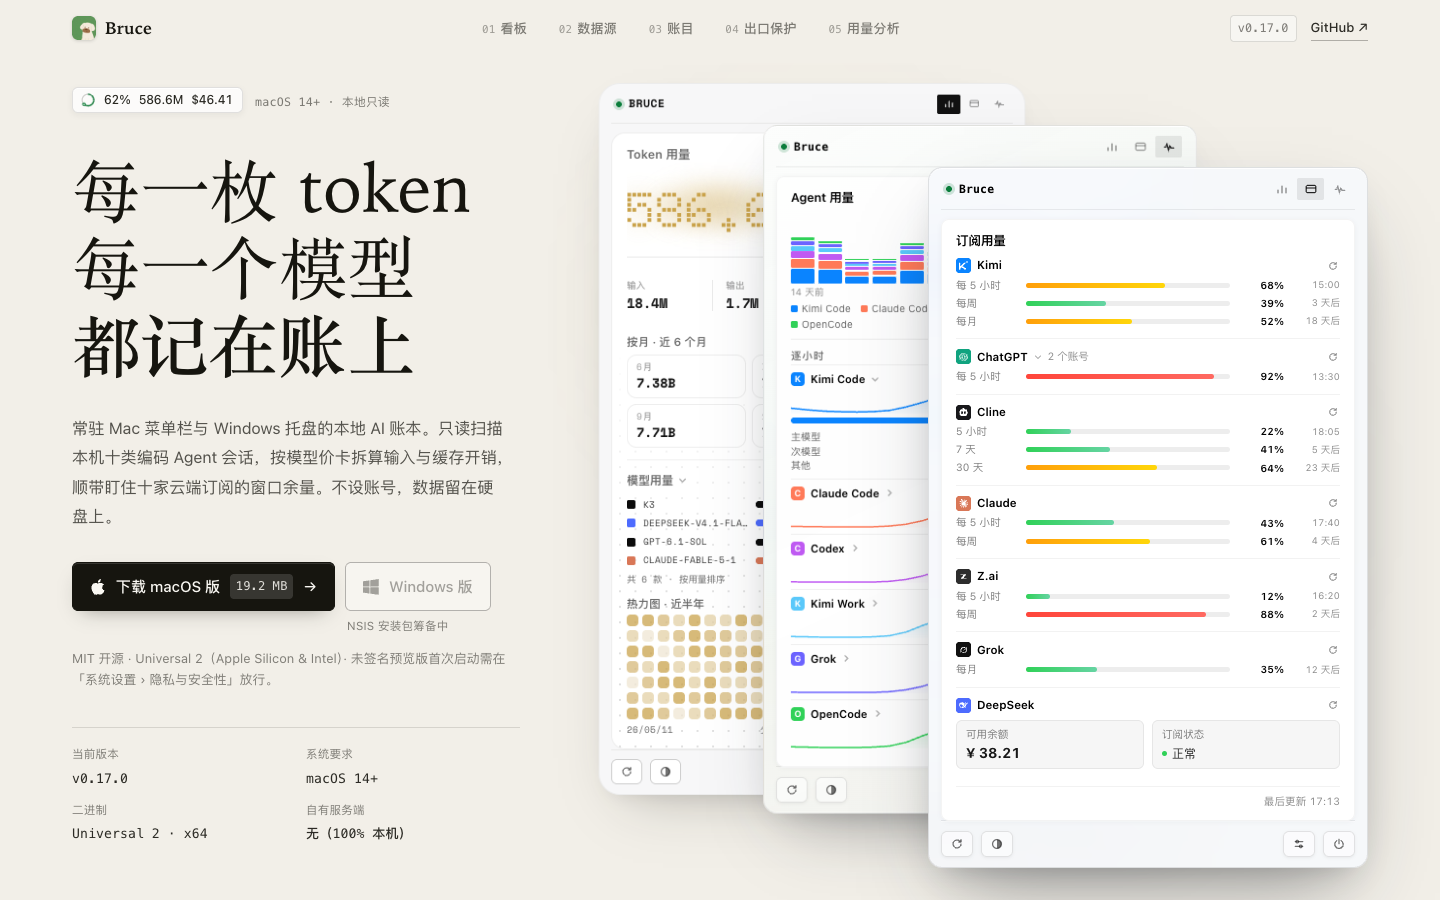 Bruce
01 看板
02 数据源
03 账目
04 出口保护
05 用量分析
v0.17.0
GitHub ↗
62% 586.6M $46.41
macOS 14+ · 本地只读
每一枚 token
每一个模型
都记在账上
常驻 Mac 菜单栏与 Windows 托盘的本地 AI 账本。只读扫描
本机十类编码 Agent 会话，按模型价卡拆算输入与缓存开销，
顺带盯住十家云端订阅的窗口余量。不设账号，数据留在硬
盘上。
下载 macOS 版 19.2 MB →
Windows 版
NSIS 安装包筹备中
MIT 开源 · Universal 2（Apple Silicon & Intel）· 未签名预览版首次启动需在
「系统设置 › 隐私与安全性」放行。
当前版本
v0.17.0
系统要求
macOS 14+
二进制
Universal 2 · x64
自有服务端
无（100% 本机）
BRUCE
Token 用量
586.6
输入
18.4M
输出
1.7M
按月 · 近 6 个月
6月
7.38B
9月
7.71B
模型用量
K3
DEEPSEEK-V4.1-FLA…
GPT-6.1-SOL
CLAUDE-FABLE-5-1
共 6 款 · 按用量排序
热力图 · 近半年
26/05/11
Bruce
Agent 用量
14 天前
Kimi Code
Claude Cod
OpenCode
逐小时
Kimi Code
主模型
次模型
其他
Claude Code
Codex
Kimi Work
Grok
OpenCode
Bruce
订阅用量
Kimi
每 5 小时 68% 15:00
每周 39% 3 天后
每月 52% 18 天后
ChatGPT 2 个账号
每 5 小时 92% 13:30
Cline
5 小时 22% 18:05
7 天 41% 5 天后
30 天 64% 23 天后
Claude
每 5 小时 43% 17:40
每周 61% 4 天后
Z.ai
每 5 小时 12% 16:20
每周 88% 2 天后
Grok
每月 35% 12 天后
DeepSeek
可用余额
¥ 38.21
订阅状态
正常
最后更新 17:13